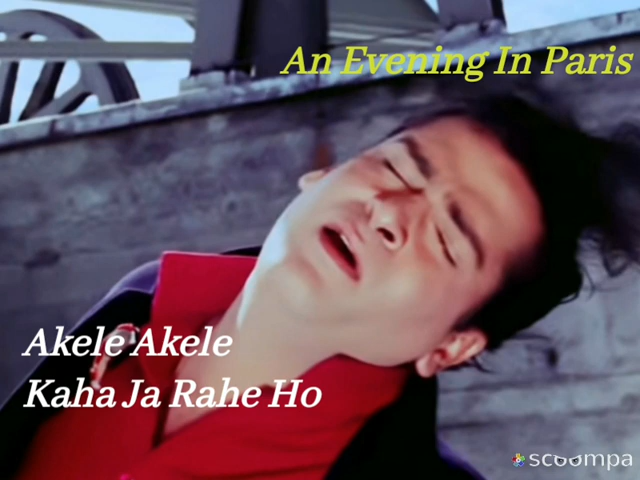 An Evening In Paris
Akele Akele
Kaha Ja Rahe Ho
scoompa